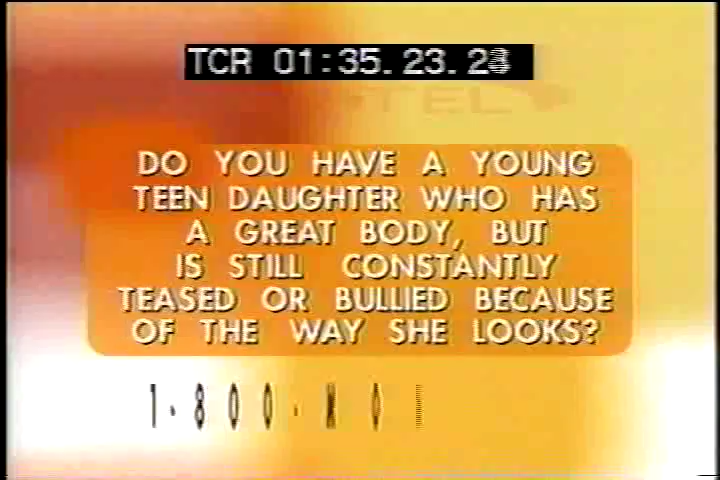 TCR 01:35.23.28
DO YOU HAVE A YOUNG
TEEN DAUGHTER WHO HAS
A GREAT BODY, BUT
IS STILL CONSTANTLY
TEASED OR BULLIED BECAUSE
OF THE WAY SHE LOOKS?
1-800-